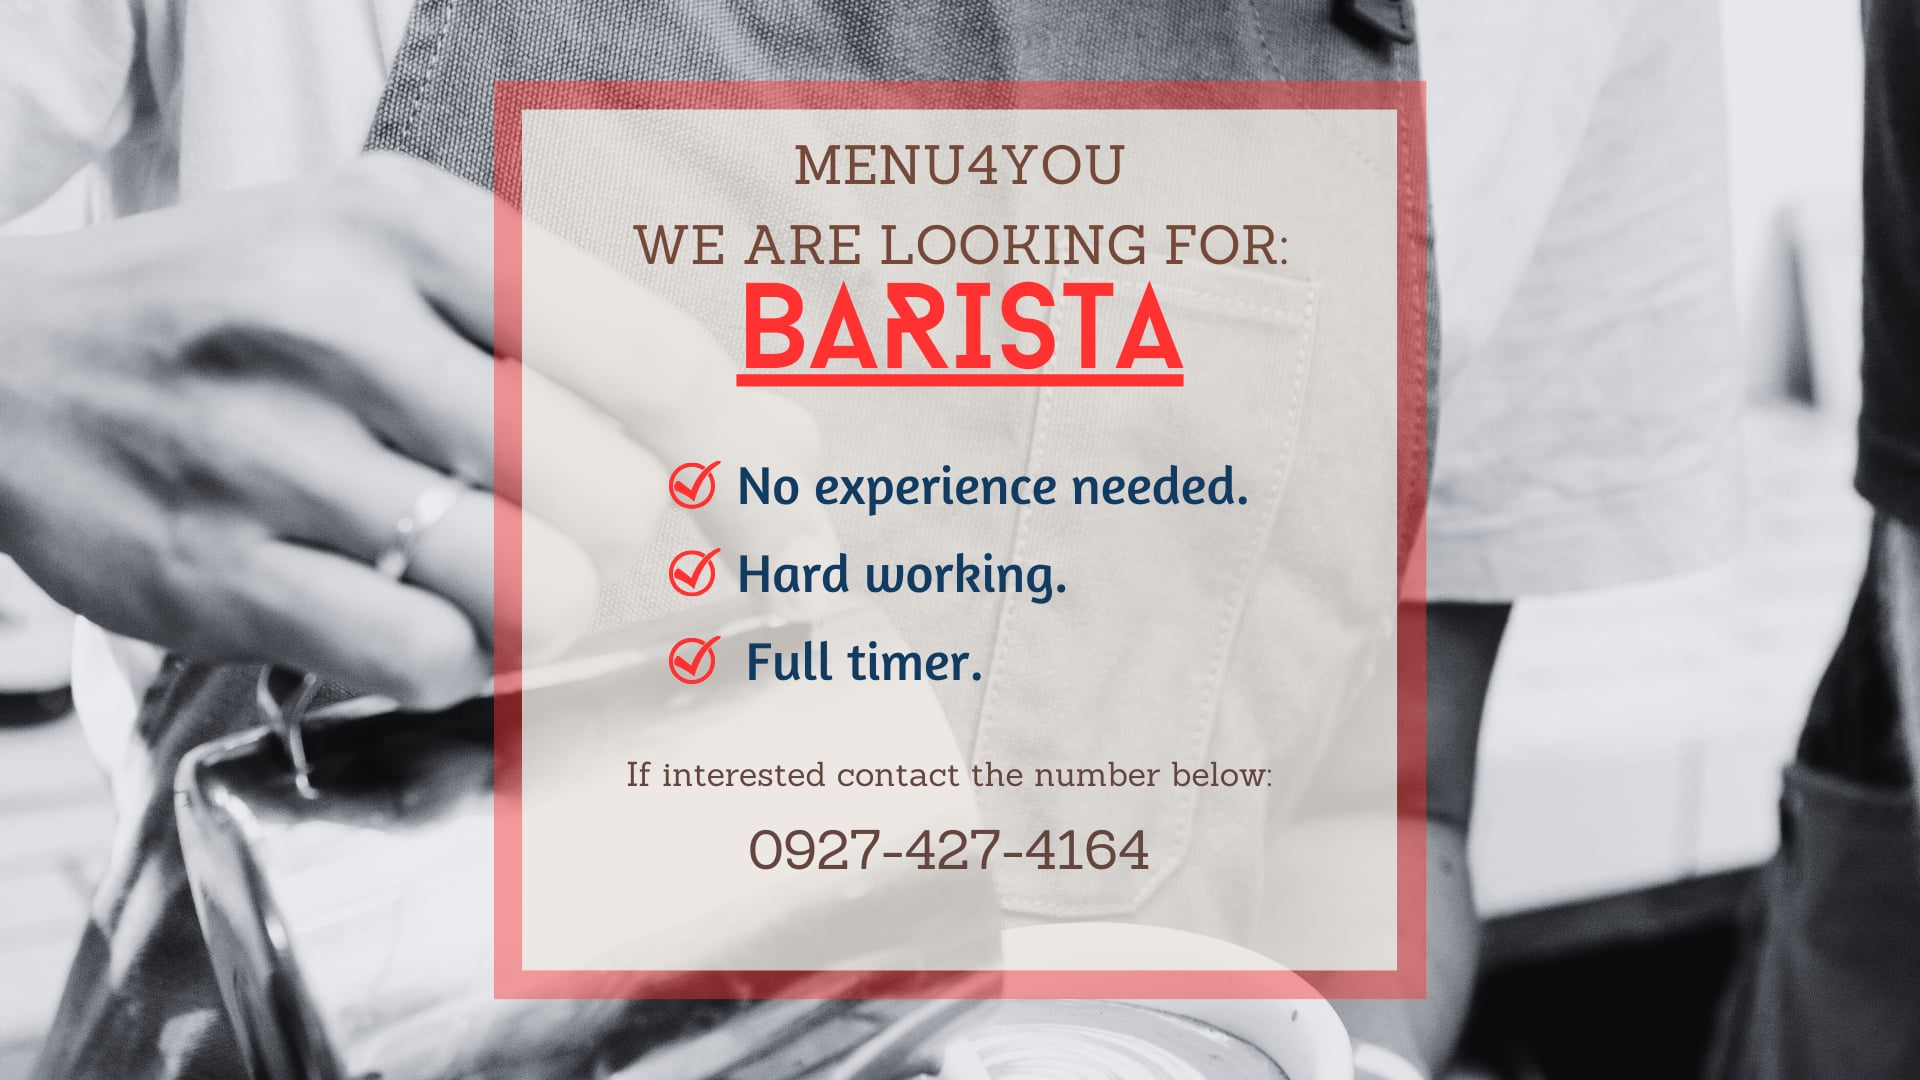 MENU4YOU
WE ARE LOOKING FOR:
BARISTA
No experience needed.
Hard working.
Full timer.
If interested contact the number below:
0927-427-4164